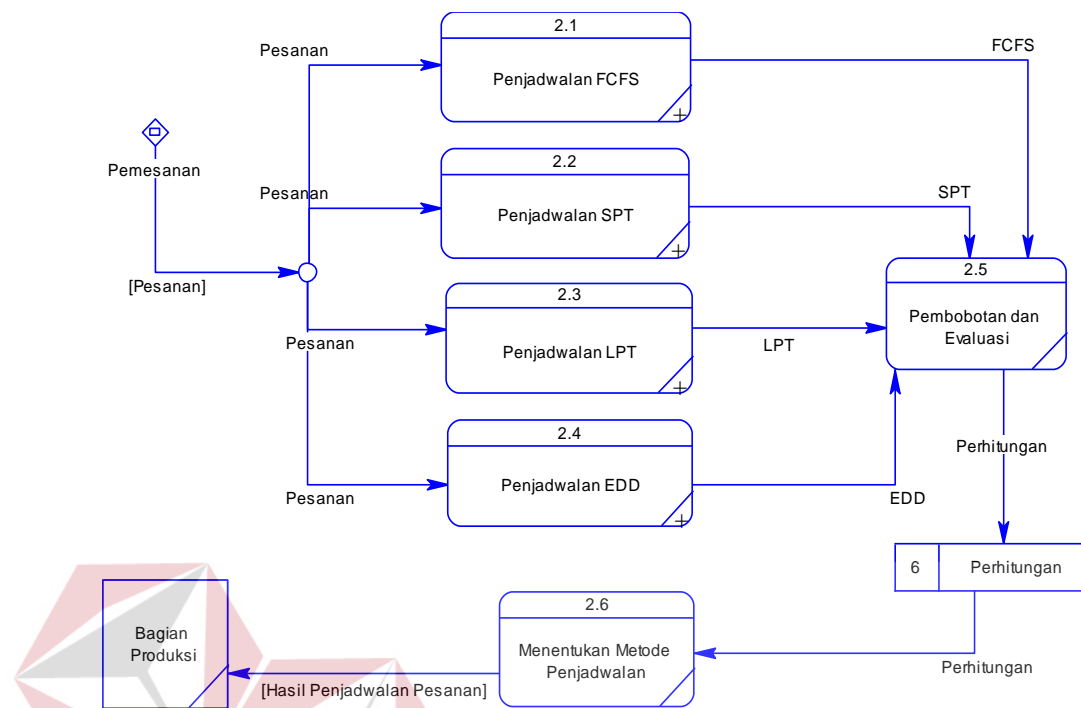 2.1
Penjadwalan FCFS
Pesanan
FCFS
Pemesanan
2.2
Penjadwalan SPT
Pesanan
SPT
[Pesanan]
2.3
Penjadwalan LPT
Pesanan
LPT
2.5
Pembobotan dan
Evaluasi
2.4
Penjadwalan EDD
Pesanan
EDD
Perhitungan
6
Perhitungan
Perhitungan
2.6
Menentukan Metode
Penjadwalan
[Hasil Penjadwalan Pesanan]
Bagian
Produksi